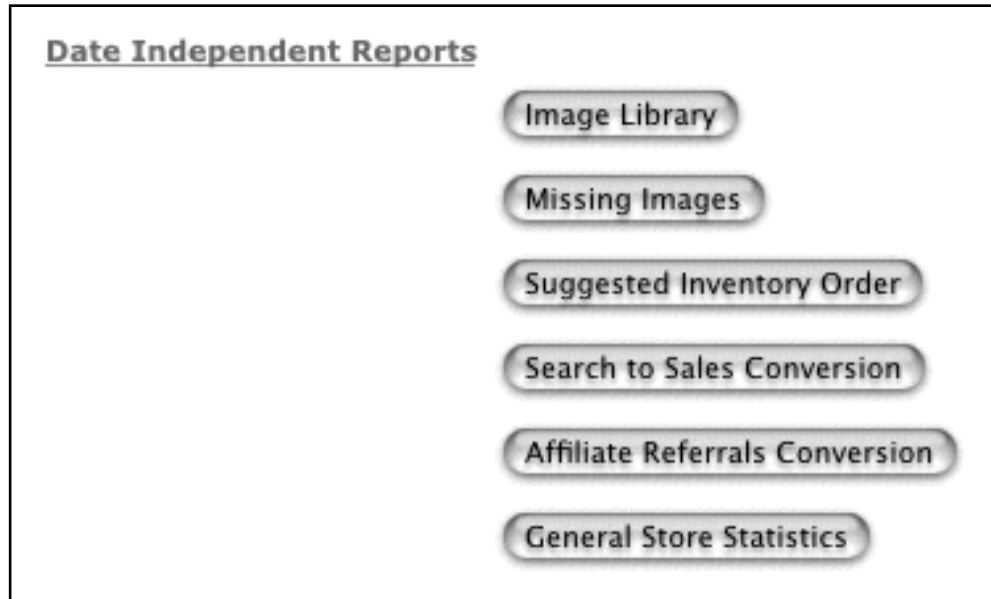 Date Independent Reports
Image Library
Missing Images
Suggested Inventory Order
Search to Sales Conversion
Affiliate Referrals Conversion
General Store Statistics